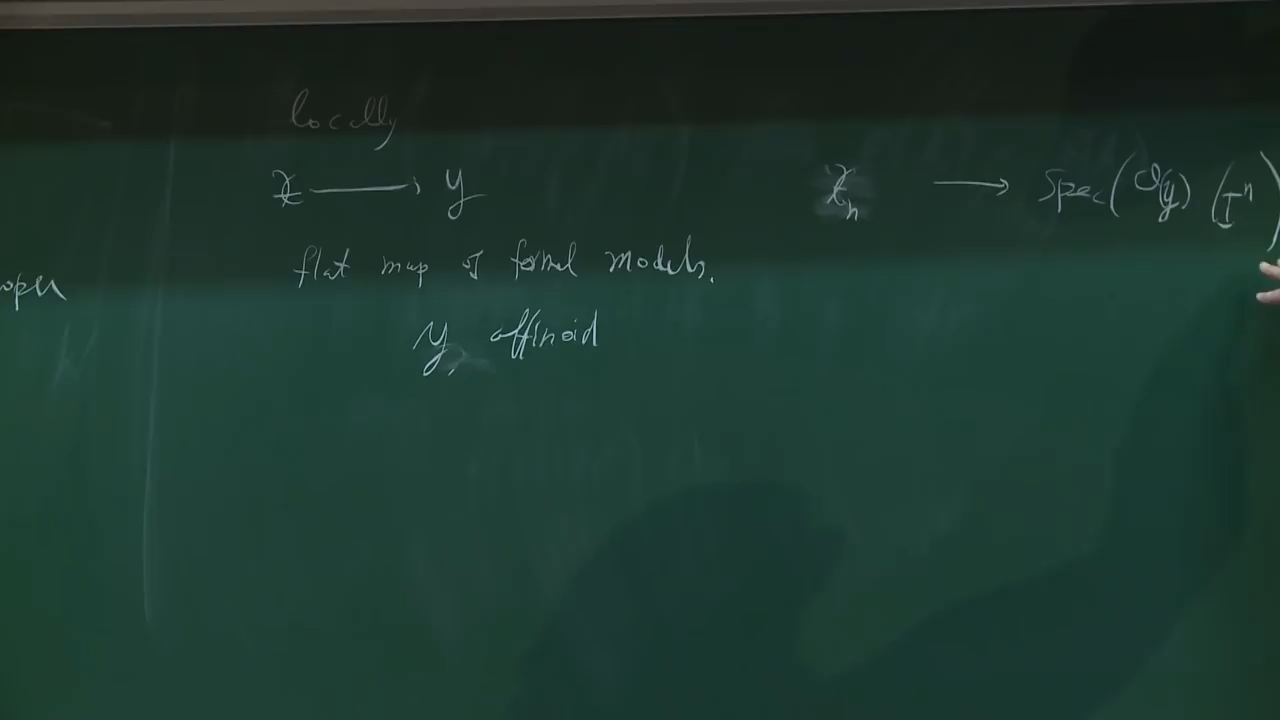 locally
𝔛 ⟶ 𝒴
flat map of formal models.
𝒴, affinoid
𝔛ₙ ⟶ Spec(𝒪(𝒴)/Iⁿ)